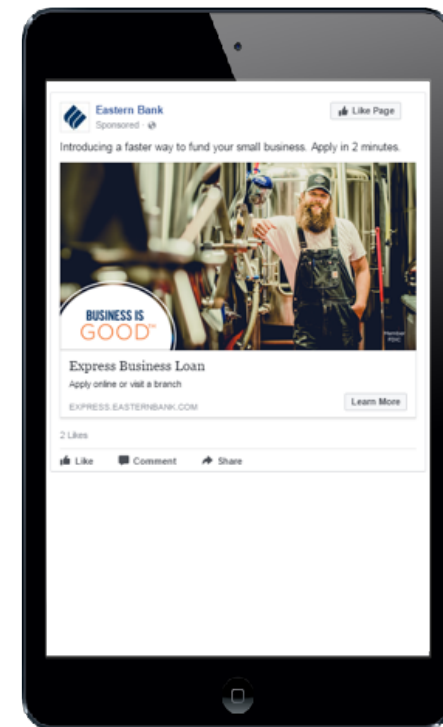 Eastern Bank
Like Page
Sponsored ·
Introducing a faster way to fund your small business. Apply in 2 minutes.
BUSINESS IS
GOOD™
Member
FDIC
Express Business Loan
Apply online or visit a branch
EXPRESS.EASTERNBANK.COM
Learn More
2 Likes
Like Comment Share